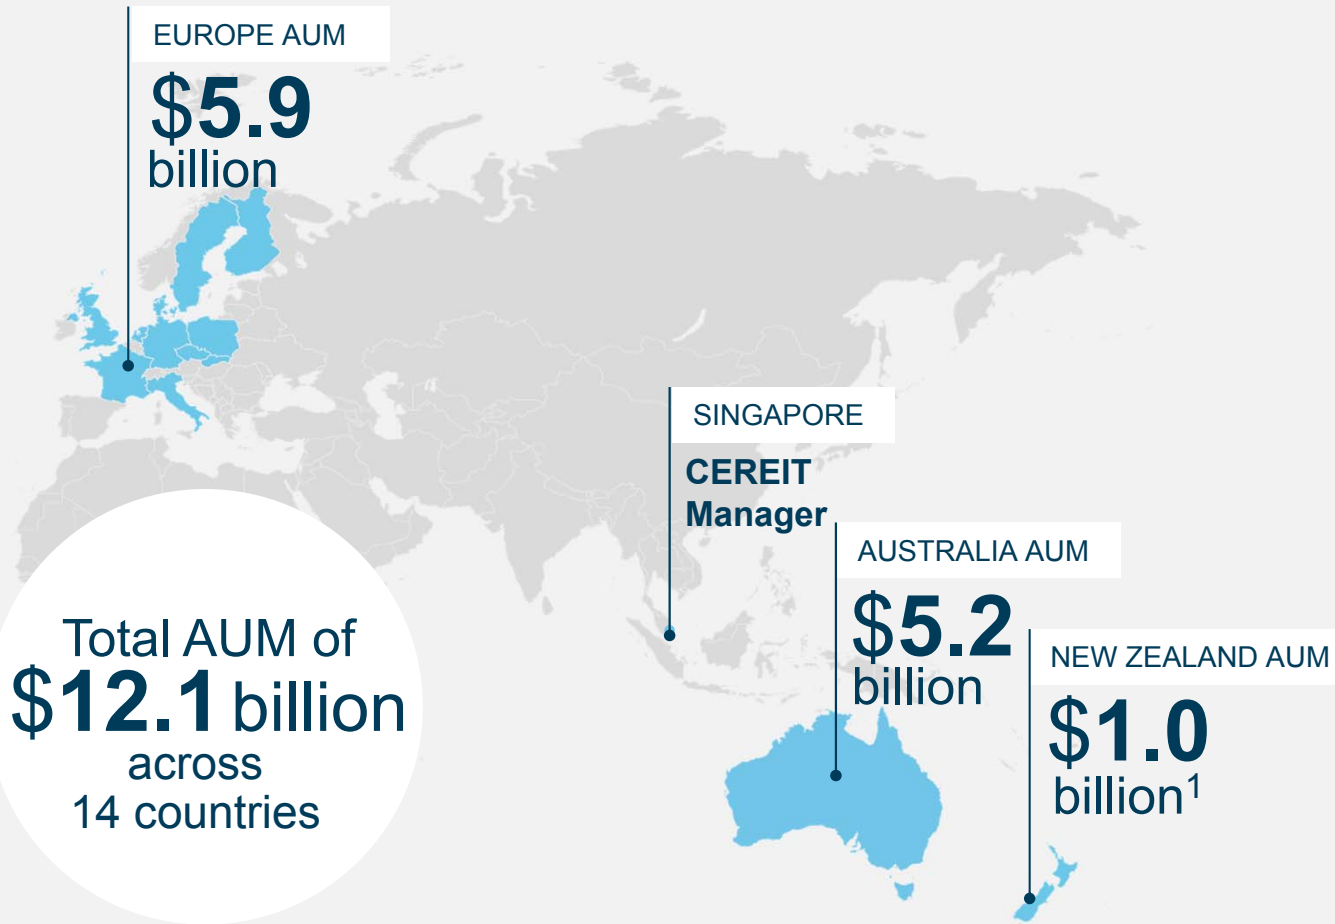 EUROPE AUM
$5.9
billion
SINGAPORE
CEREIT
Manager
AUSTRALIA AUM
$5.2
billion
NEW ZEALAND AUM
$1.0
billion¹
Total AUM of
$12.1 billion
across
14 countries